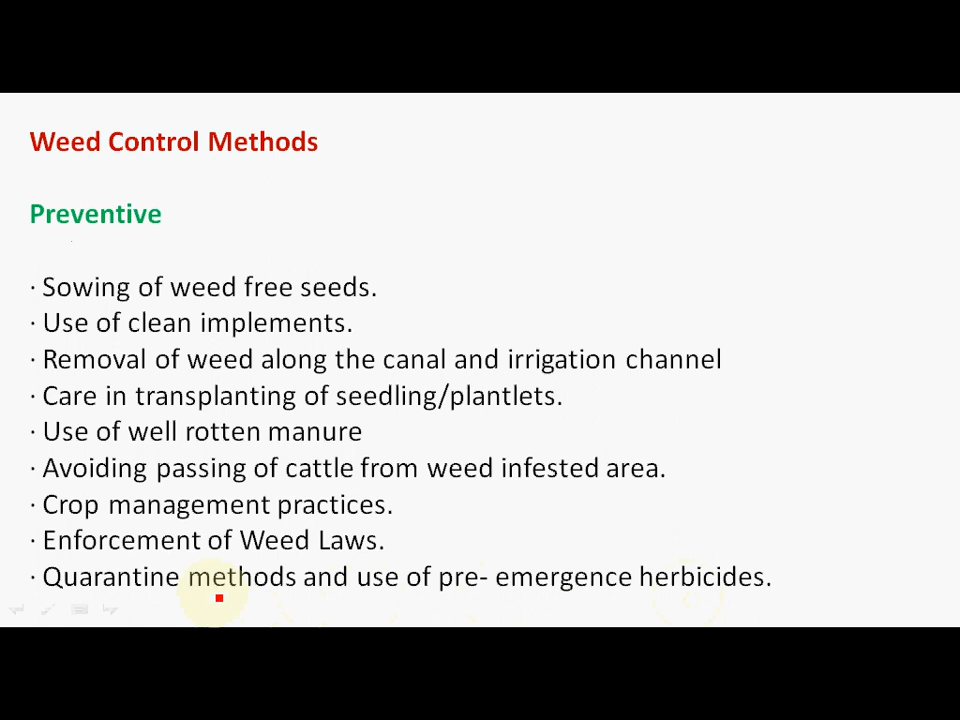 Weed Control Methods
Preventive
· Sowing of weed free seeds.
· Use of clean implements.
· Removal of weed along the canal and irrigation channel
· Care in transplanting of seedling/plantlets.
· Use of well rotten manure
· Avoiding passing of cattle from weed infested area.
· Crop management practices.
· Enforcement of Weed Laws.
· Quarantine methods and use of pre- emergence herbicides.